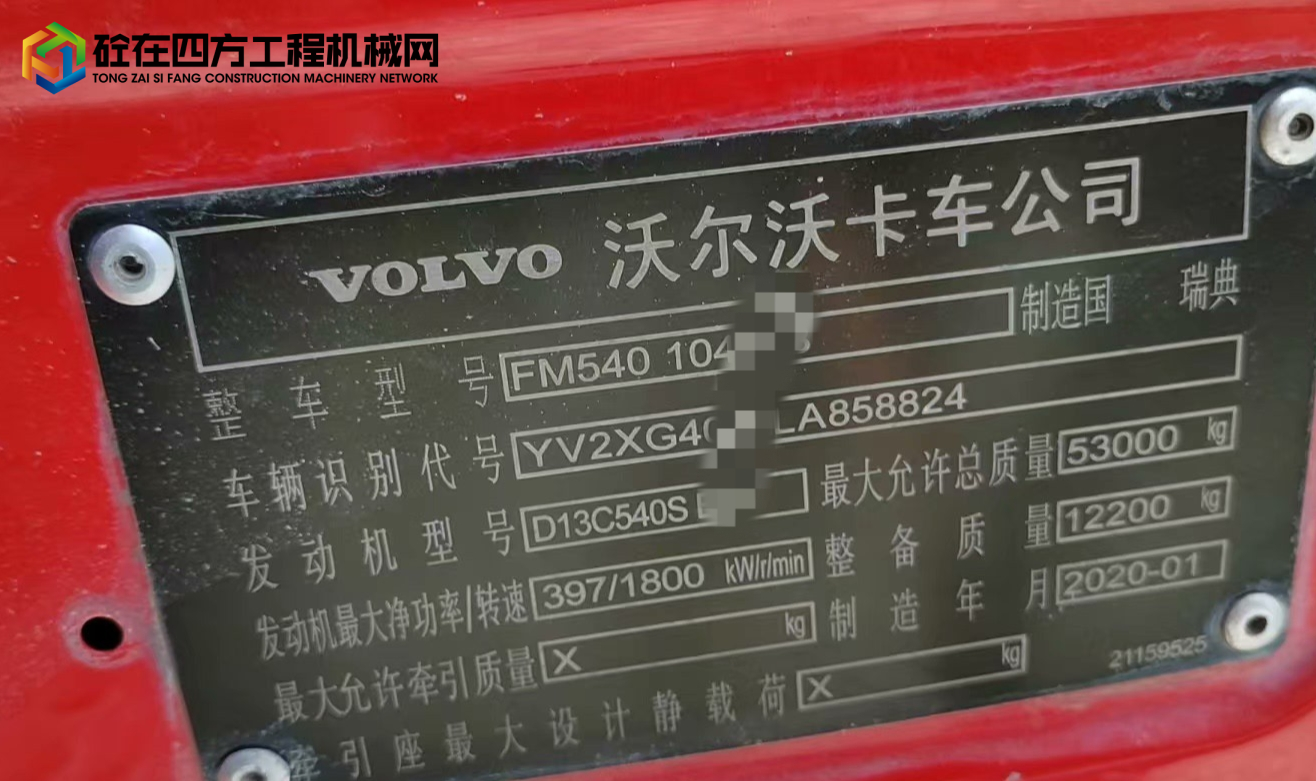 砼在四方工程机械网
TONG ZAI SI FANG CONSTRUCTION MACHINERY NETWORK
VOLVO 沃尔沃卡车公司
整车型号 FM540 104 制造国 瑞典
车辆识别代号 YV2XG40 LA858824
发动机型号 D13C540S 最大允许总质量 53000 kg
发动机最大净功率/转速 397/1800 kW/r/min 整备质量 12200 kg
最大允许牵引质量 X kg 制造年月 2020-01
牵引座最大设计静载荷 X kg 21159525